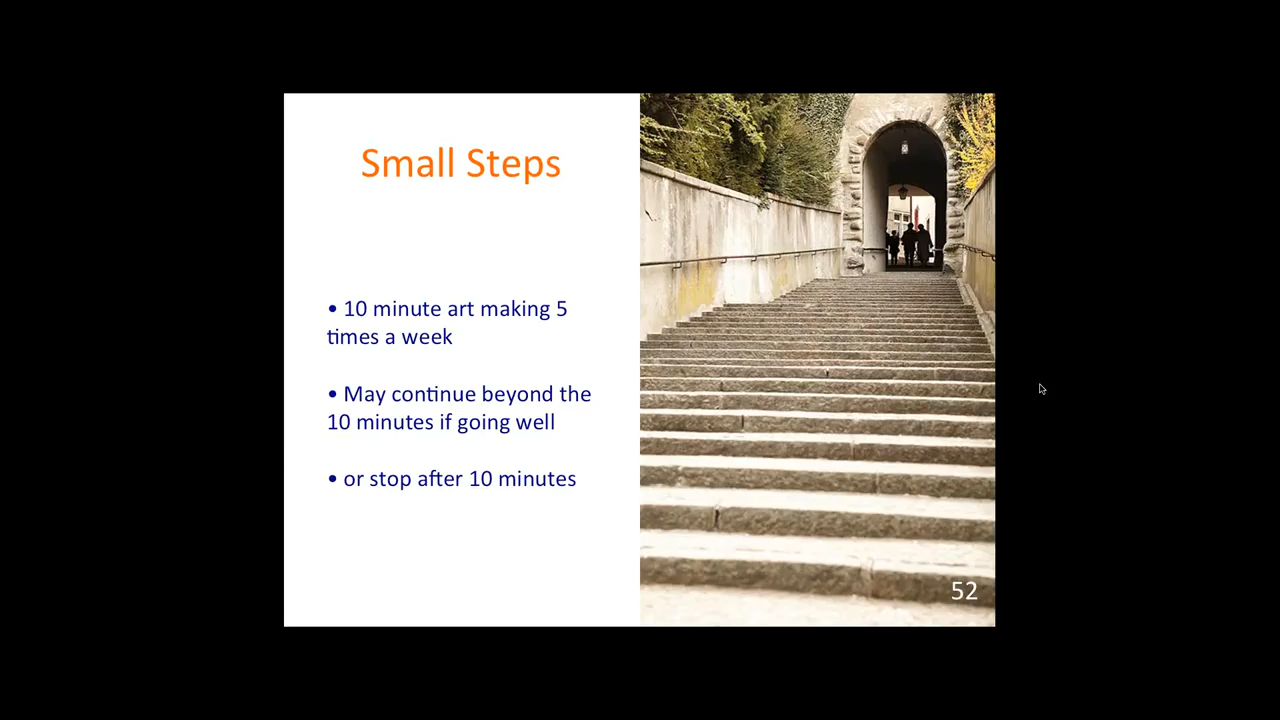 Small Steps
• 10 minute art making 5
times a week
• May continue beyond the
10 minutes if going well
• or stop after 10 minutes
52